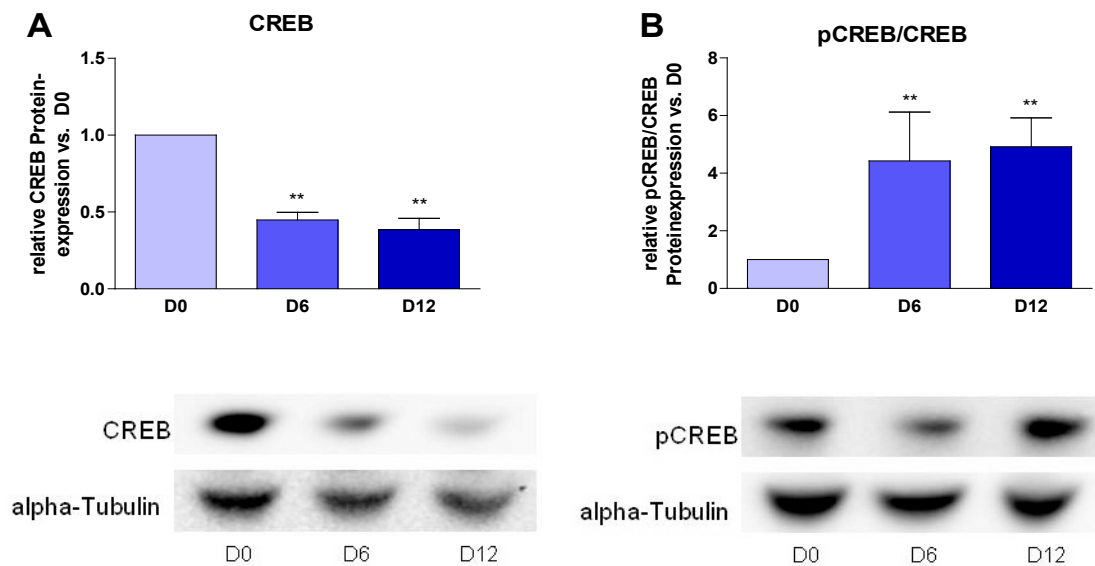 A
CREB
relative CREB Protein-
expression vs. D0
1.5
1.0
0.5
0.0
**
**
D0
D6
D12
CREB
alpha-Tubulin
D0
D6
D12
B
pCREB/CREB
relative pCREB/CREB
Proteinexpression vs. D0
8
6
4
2
0
**
**
D0
D6
D12
pCREB
alpha-Tubulin
D0
D6
D12